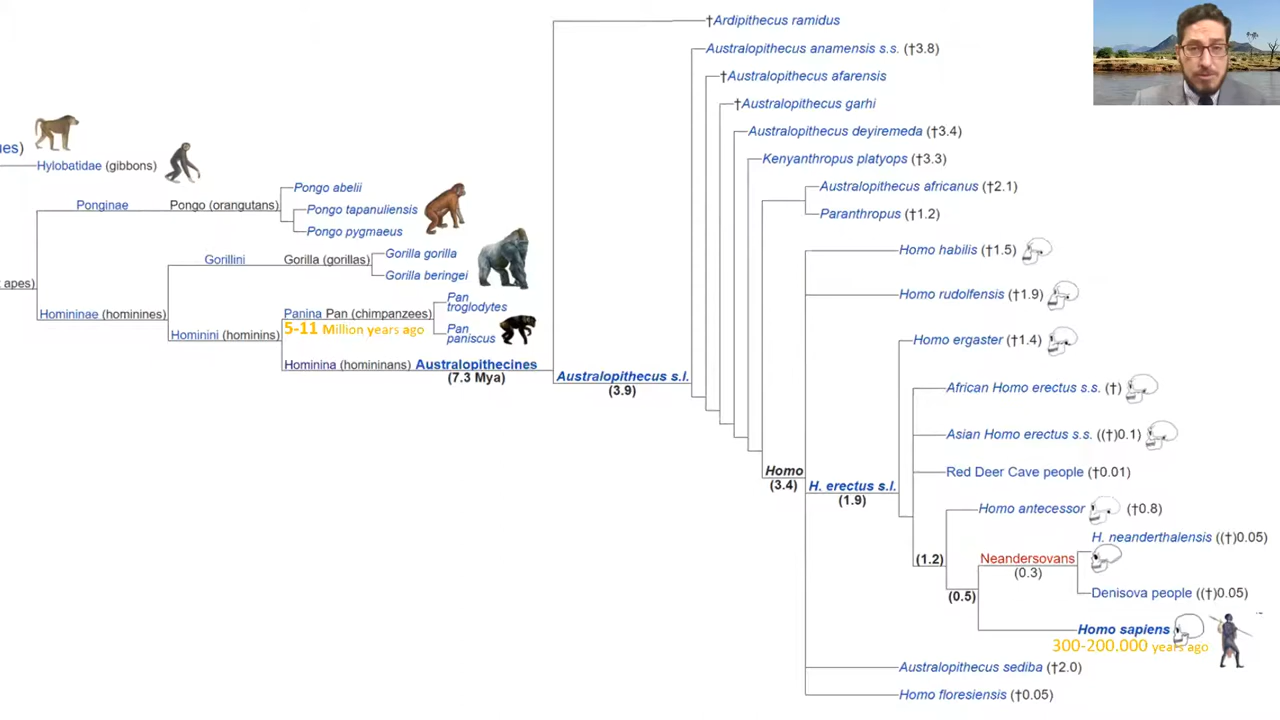 ues)
Hylobatidae (gibbons)
Ponginae
Pongo (orangutans)
Pongo abelii
Pongo tapanuliensis
Pongo pygmaeus
t apes)
Homininae (hominines)
Gorillini
Gorilla (gorillas)
Gorilla gorilla
Gorilla beringei
Hominini (hominins)
Panina Pan (chimpanzees)
5-11 Million years ago
Pan
troglodytes
Pan
paniscus
Hominina (homininans) Australopithecines
(7.3 Mya)
Australopithecus s.l.
(3.9)
†Ardipithecus ramidus
Australopithecus anamensis s.s. (†3.8)
†Australopithecus afarensis
†Australopithecus garhi
Australopithecus deyiremeda (†3.4)
Kenyanthropus platyops (†3.3)
Australopithecus africanus (†2.1)
Paranthropus (†1.2)
Homo
(3.4)
Homo habilis (†1.5)
Homo rudolfensis (†1.9)
H. erectus s.l.
(1.9)
Homo ergaster (†1.4)
African Homo erectus s.s. (†)
Asian Homo erectus s.s. ((†)0.1)
Red Deer Cave people (†0.01)
(1.2)
Homo antecessor (†0.8)
(0.5)
Neandersovans
(0.3)
H. neanderthalensis ((†)0.05)
Denisova people ((†)0.05)
Homo sapiens
300-200.000 years ago
Australopithecus sediba (†2.0)
Homo floresiensis (†0.05)